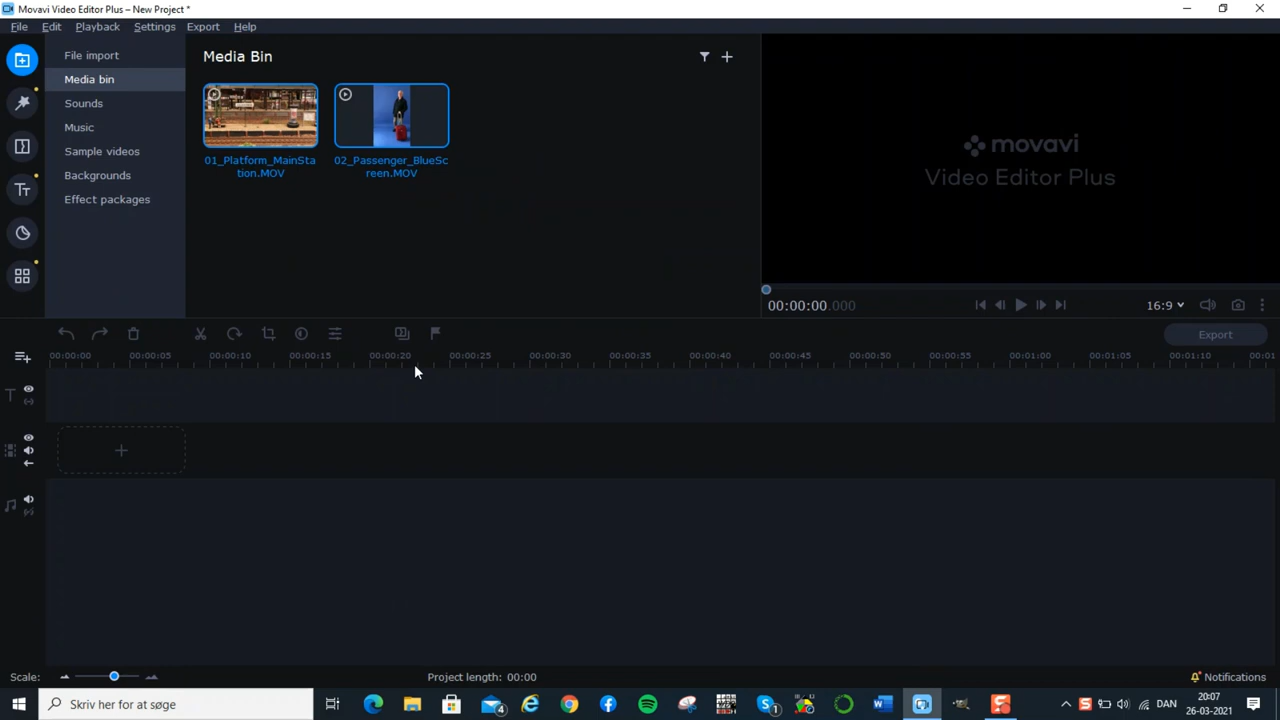 Movavi Video Editor Plus – New Project *
File Edit Playback Settings Export Help
File import
Media bin
Sounds
Music
Sample videos
Backgrounds
Effect packages
Media Bin
01_Platform_MainSta
tion.MOV
02_Passenger_BlueSc
reen.MOV
movavi
Video Editor Plus
00:00:00.000
16:9
Export
00:00:00 00:00:05 00:00:10 00:00:15 00:00:20 00:00:25 00:00:30 00:00:35 00:00:40 00:00:45 00:00:50 00:00:55 00:01:00 00:01:05 00:01:10 00:01
Scale:
Project length: 00:00
Notifications
Skriv her for at søge
4
1
DAN
20:07
26-03-2021